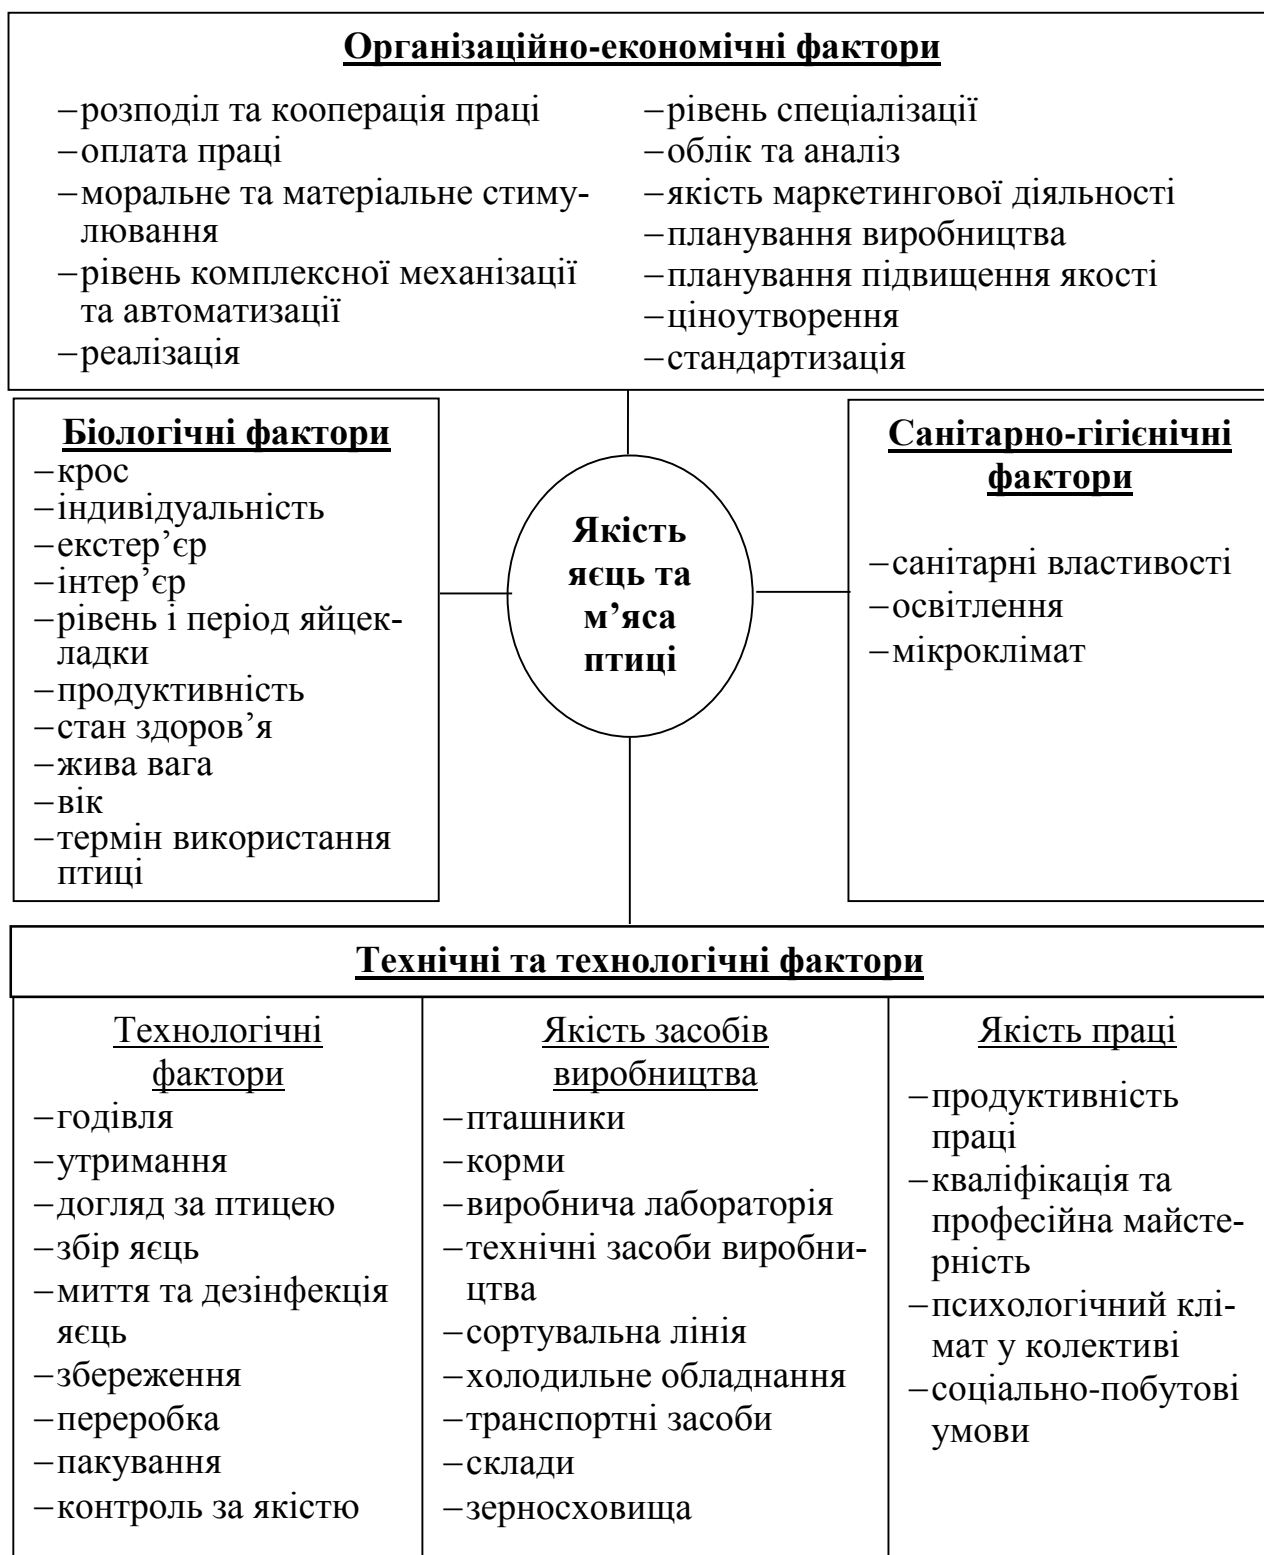 Організаційно-економічні фактори
–розподіл та кооперація праці
–оплата праці
–моральне та матеріальне стиму-
лювання
–рівень комплексної механізації
та автоматизації
–реалізація
–рівень спеціалізації
–облік та аналіз
–якість маркетингової діяльності
–планування виробництва
–планування підвищення якості
–ціноутворення
–стандартизація
Біологічні фактори
–крос
–індивідуальність
–екстер’єр
–інтер’єр
–рівень і період яйцек-
ладки
–продуктивність
–стан здоров’я
–жива вага
–вік
–термін використання
птиці
Якість
яєць та
м’яса
птиці
Санітарно-гігієнічні
фактори
–санітарні властивості
–освітлення
–мікроклімат
Технічні та технологічні фактори
Технологічні
фактори
–годівля
–утримання
–догляд за птицею
–збір яєць
–миття та дезінфекція
яєць
–збереження
–переробка
–пакування
–контроль за якістю
Якість засобів
виробництва
–пташники
–корми
–виробнича лабораторія
–технічні засоби виробни-
цтва
–сортувальна лінія
–холодильне обладнання
–транспортні засоби
–склади
–зерносховища
Якість праці
–продуктивність
праці
–кваліфікація та
професійна майсте-
рність
–психологічний клі-
мат у колективі
–соціально-побутові
умови